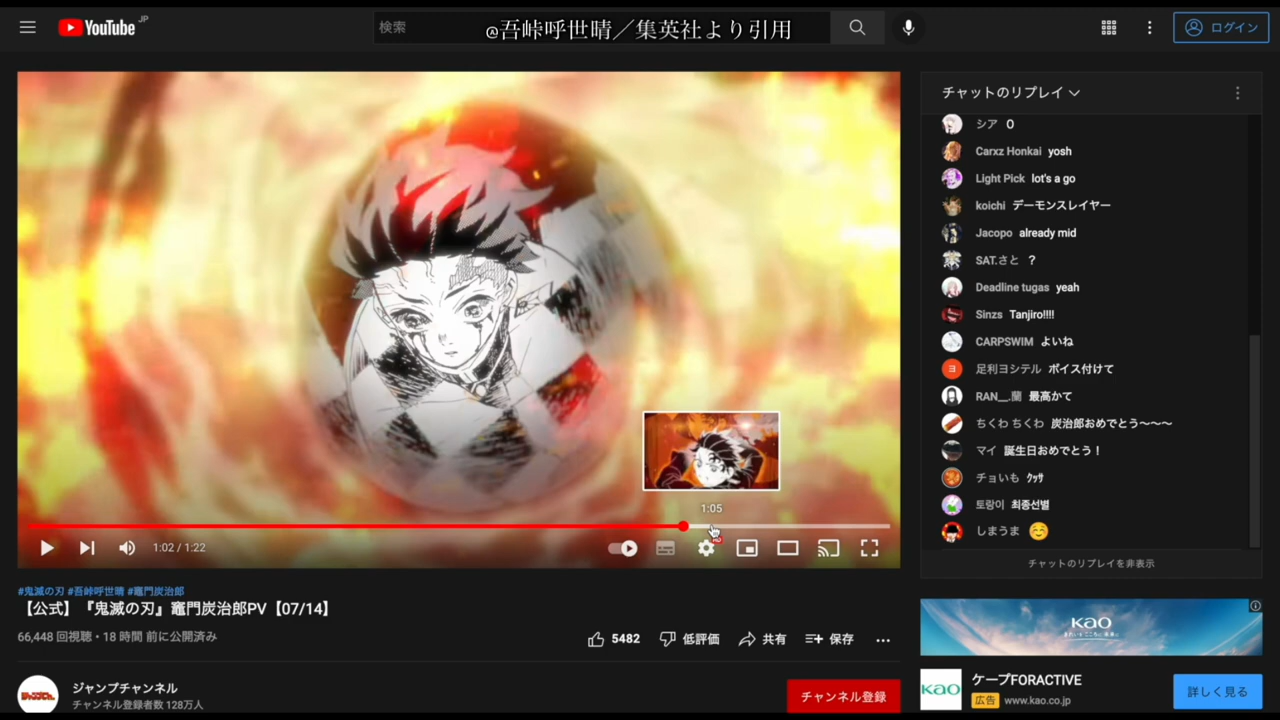 YouTube JP
検索
@吾峠呼世晴／集英社より引用
ログイン
1:05
1:02 / 1:22
#鬼滅の刃 #吾峠呼世晴 #竈門炭治郎
【公式】『鬼滅の刃』竈門炭治郎PV【07/14】
66,448 回視聴・18 時間 前に公開済み
5482
低評価
共有
保存
ジャンプチャンネル
チャンネル登録者数 128万人
チャンネル登録
チャットのリプレイ
シア O
Carxz Honkai yosh
Light Pick lot's a go
koichi デーモンスレイヤー
Jacopo already mid
SAT.さと ？
Deadline tugas yeah
Sinzs Tanjiro!!!!
CARPSWIM よいね
ヨ 足利ヨシテル ボイス付けて
RAN__.蘭 最高かて
ちくわ ちくわ 炭治郎おめでとう〜〜〜
マイ 誕生日おめでとう！
チョいも ｸｯｻ
토랑이 最終選別
しまうま 😊
チャットのリプレイを非表示
kao
kao
ケープFORACTIVE
広告 www.kao.co.jp
詳しく見る